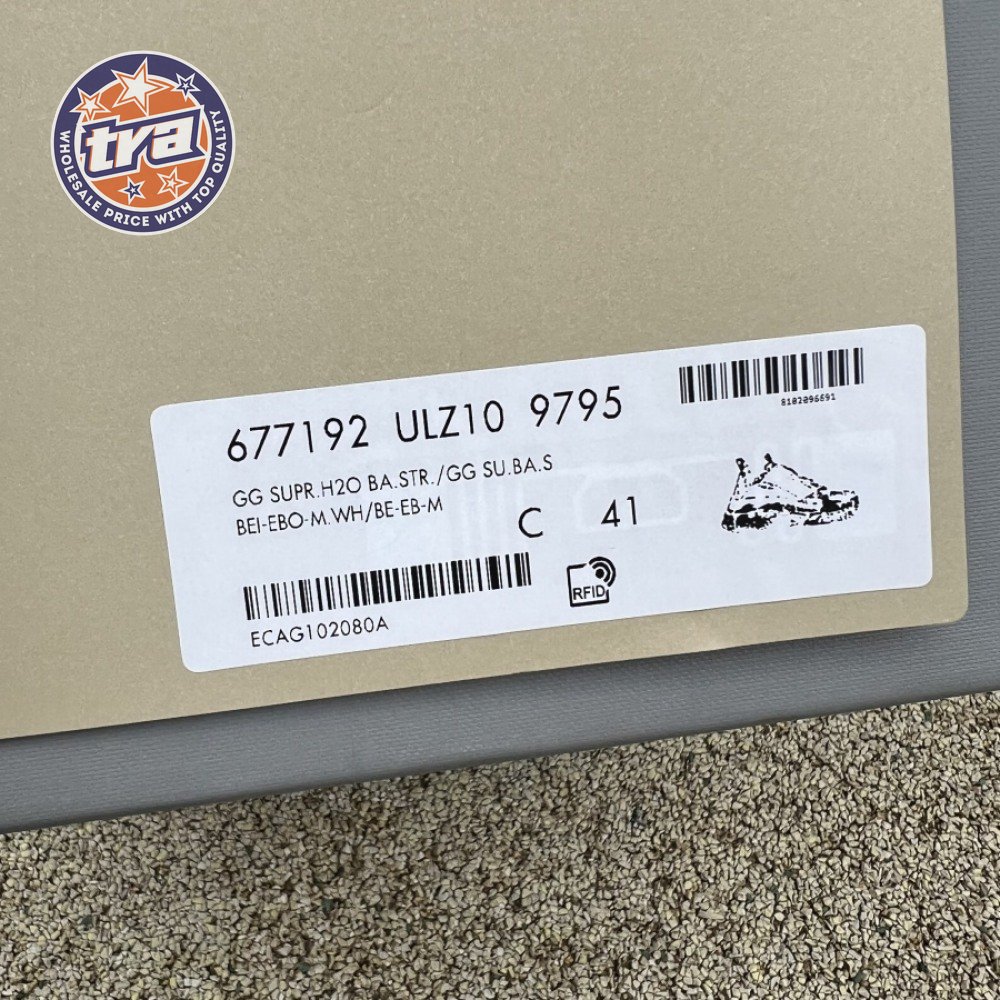 tra
WHOLESALE PRICE WITH TOP QUALITY
677192 ULZ10 9795
8182096691
GG SUPR.H2O BA.STR./GG SU.BA.S
BEI-EBO-M.WH/BE-EB-M
C 41
RFID
ECAG102080A